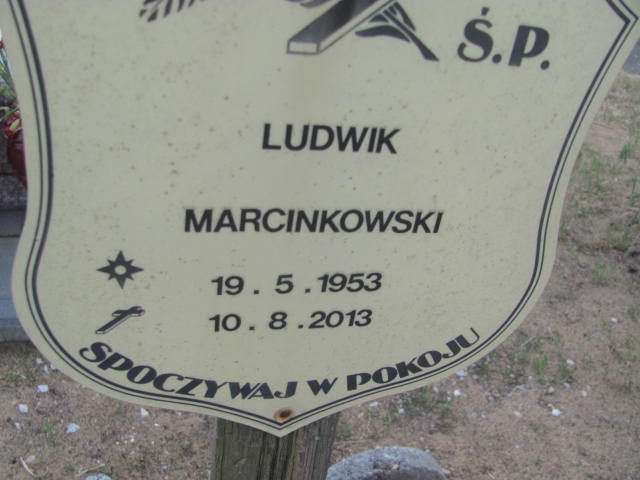 Ś.P.
LUDWIK
MARCINKOWSKI
19.5.1953
10.8.2013
SPOCZYWAJ W POKOJU